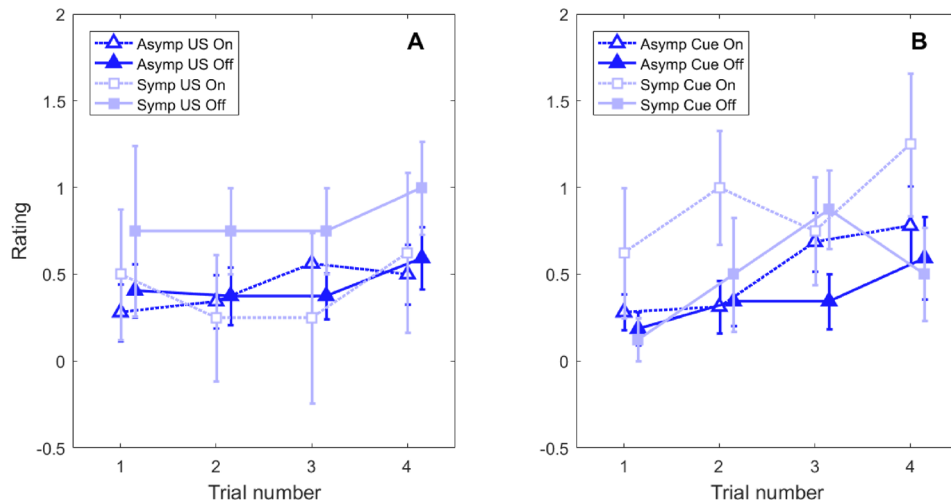 A
Asymp US On
Asymp US Off
Symp US On
Symp US Off
Rating
2
1.5
1
0.5
0
-0.5
1 2 3 4
Trial number
B
Asymp Cue On
Asymp Cue Off
Symp Cue On
Symp Cue Off
2
1.5
1
0.5
0
-0.5
1 2 3 4
Trial number